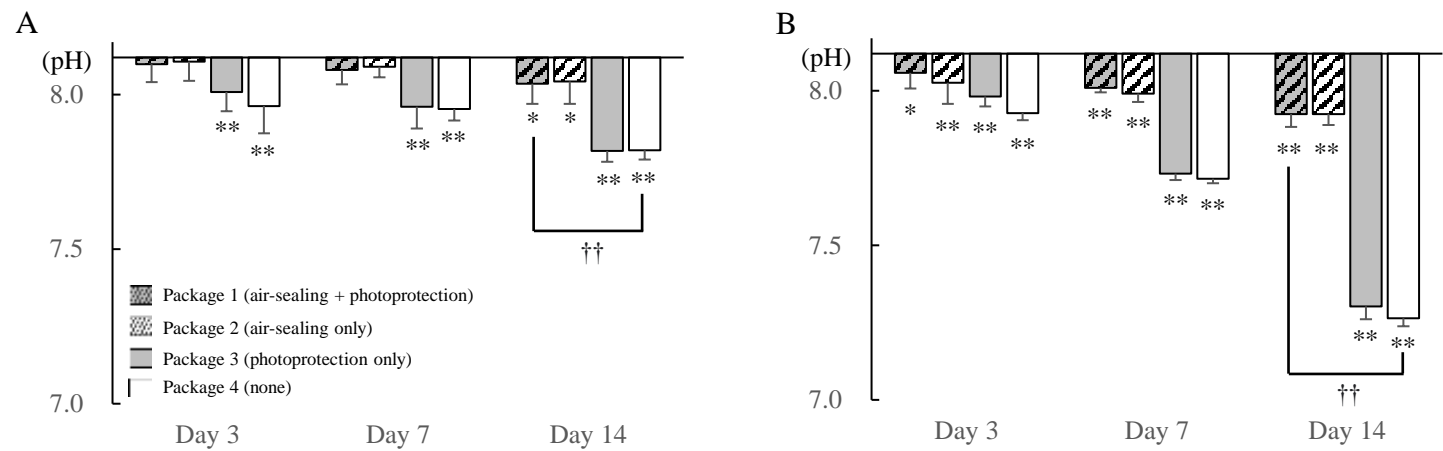 A
(pH)
8.0
7.5
7.0
** ** ** ** * * ** **
††
Package 1 (air-sealing + photoprotection)
Package 2 (air-sealing only)
Package 3 (photoprotection only)
Package 4 (none)
Day 3 Day 7 Day 14
B
(pH)
8.0
7.5
7.0
* ** ** ** ** ** ** ** ** ** ** **
††
Day 3 Day 7 Day 14